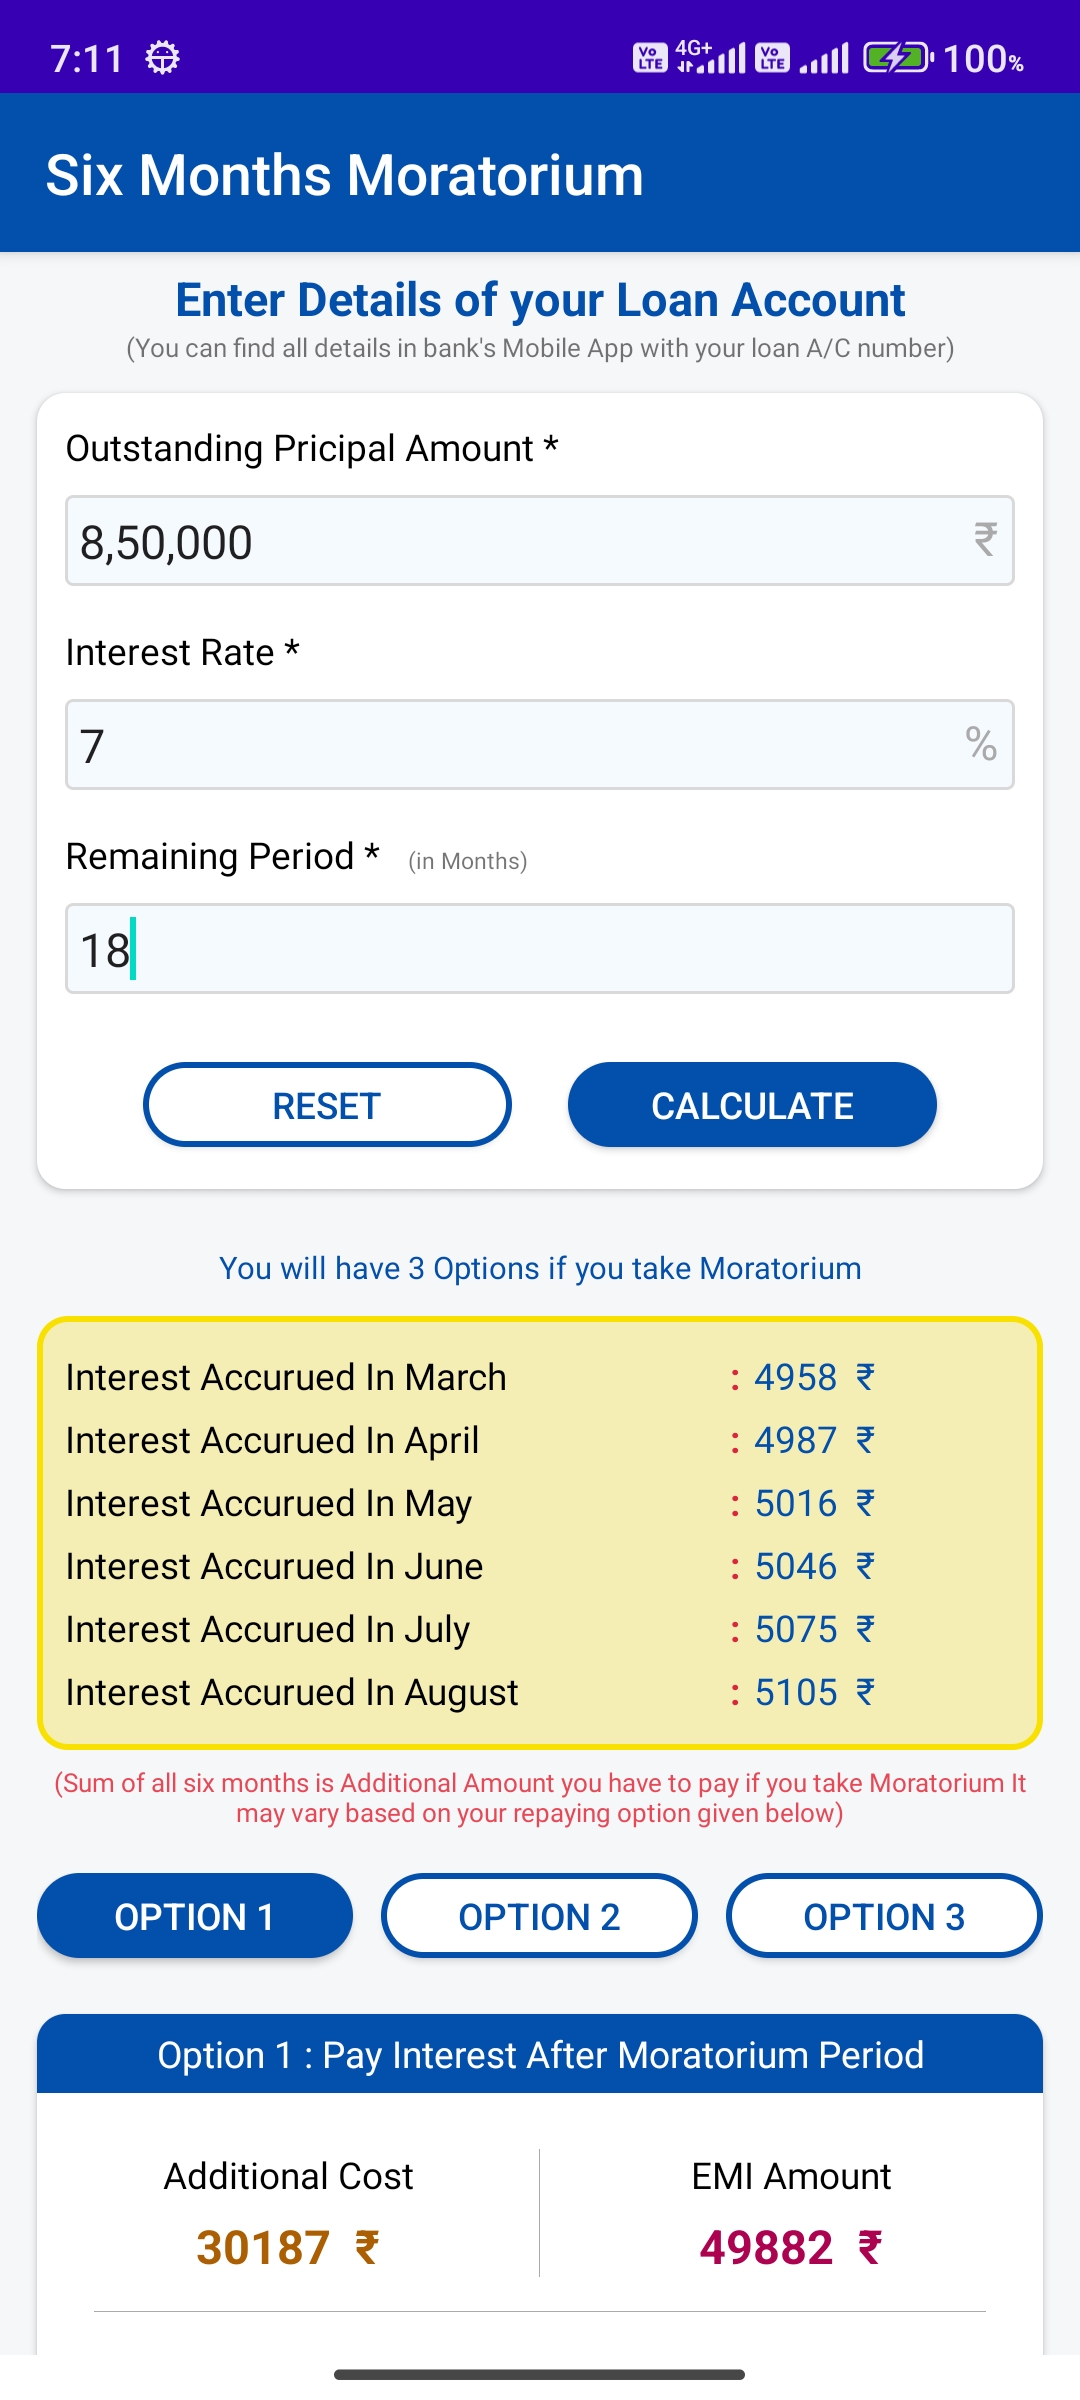 7:11 Vo LTE 4G+ Vo LTE 100%
Six Months Moratorium
Enter Details of your Loan Account
(You can find all details in bank's Mobile App with your loan A/C number)
Outstanding Pricipal Amount *
8,50,000 ₹
Interest Rate *
7 %
Remaining Period * (in Months)
18
RESET CALCULATE
You will have 3 Options if you take Moratorium
Interest Accurued In March : 4958 ₹
Interest Accurued In April : 4987 ₹
Interest Accurued In May : 5016 ₹
Interest Accurued In June : 5046 ₹
Interest Accurued In July : 5075 ₹
Interest Accurued In August : 5105 ₹
(Sum of all six months is Additional Amount you have to pay if you take Moratorium It
may vary based on your repaying option given below)
OPTION 1 OPTION 2 OPTION 3
Option 1 : Pay Interest After Moratorium Period
Additional Cost EMI Amount
30187 ₹ 49882 ₹